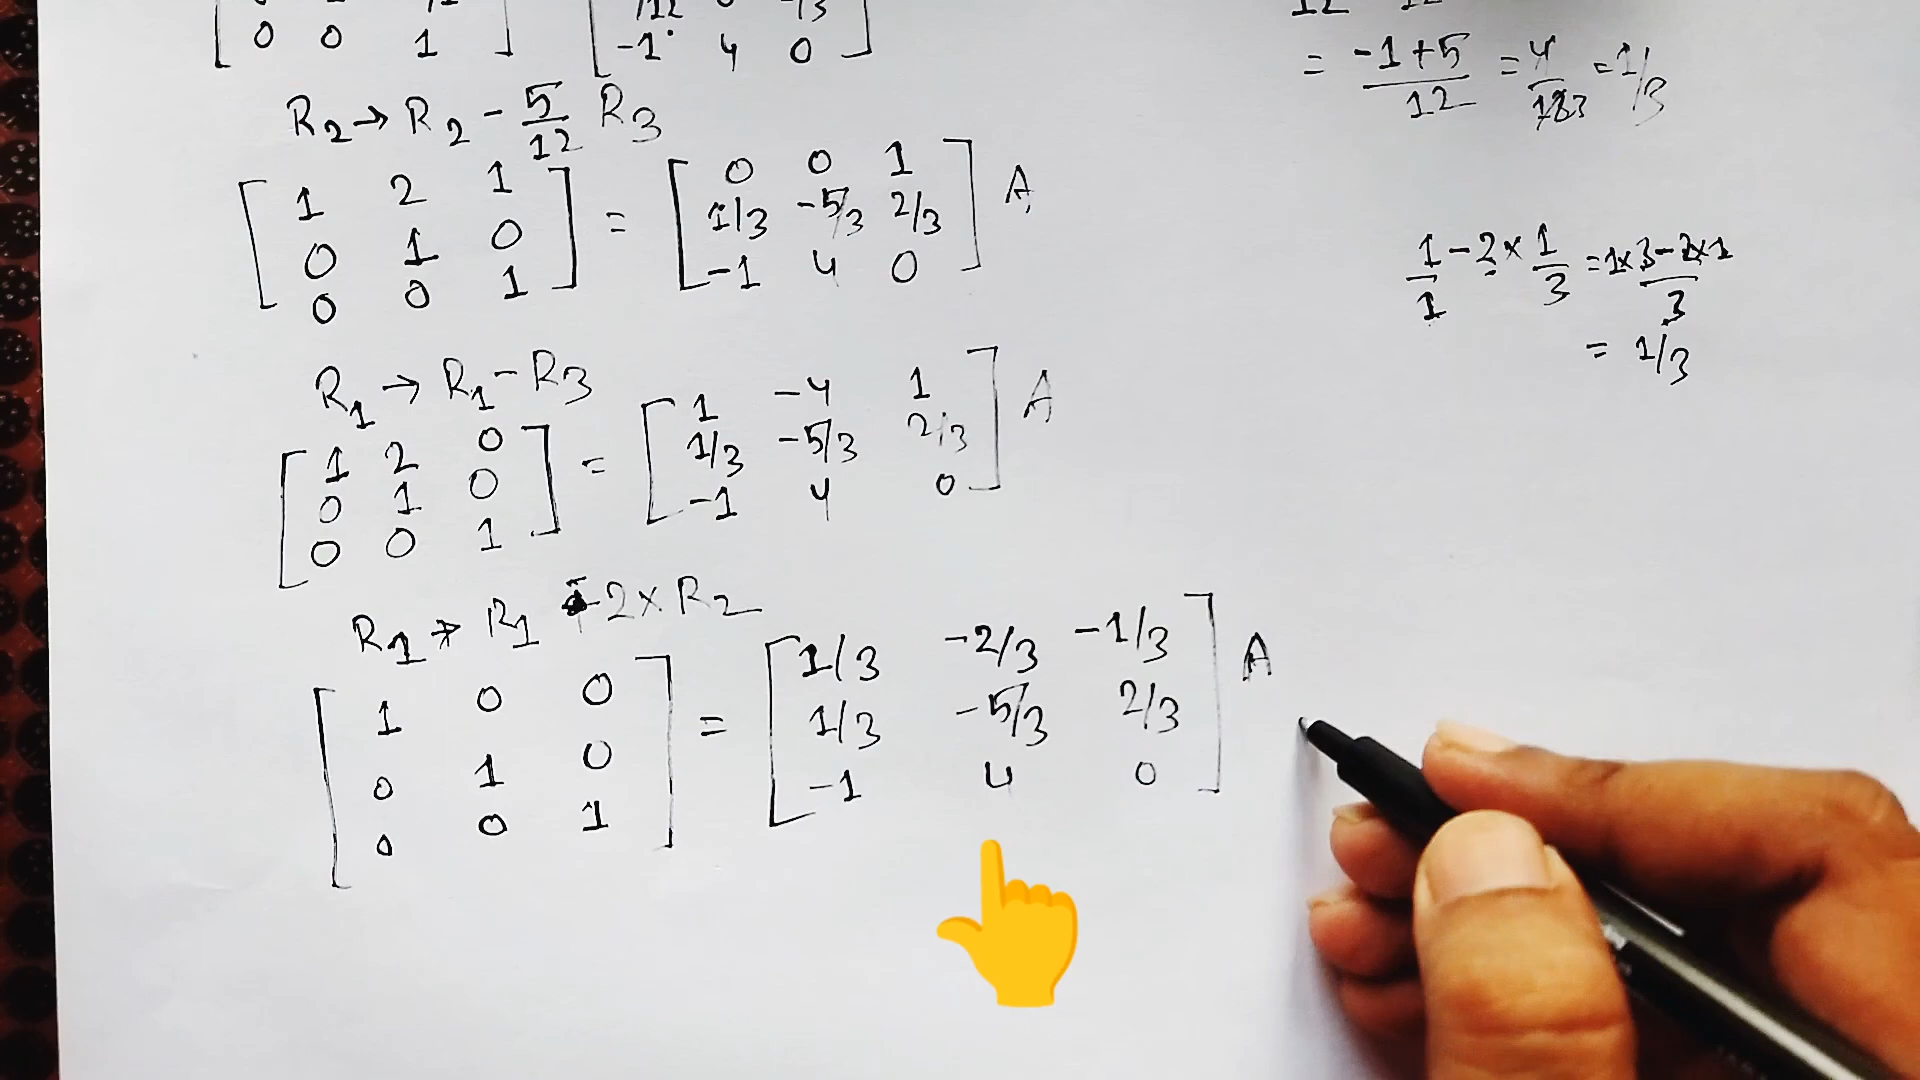 0 0 1 -1 4 0
= -1+5/12 = 4/12 3 = 1/3
R2 → R2 - 5/12 R3
[1 2 1] = [0 0 1] A
[0 1 0] [1/3 -5/3 2/3]
[0 0 1] [-1 4 0]
1/1 - 2 × 1/3 = 1×3-2×1/3
= 1/3
R1 → R1 - R3
[1 2 0] = [1 -4 1] A
[0 1 0] [1/3 -5/3 2/3]
[0 0 1] [-1 4 0]
R1 → R1 - 2 × R2
[1 0 0] = [1/3 -2/3 -1/3] A
[0 1 0] [1/3 -5/3 2/3]
[0 0 1] [-1 4 0]